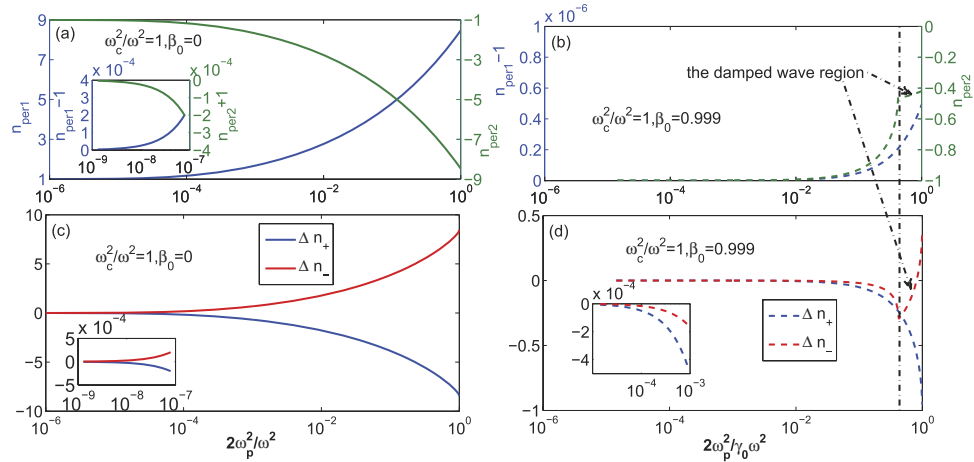 (a)
ω_c^2/ω^2=1,β_0=0
9
7
5
3
1
n_per1
−1
−3
−5
−7
−9
n_per2
x 10^−4
4
3
2
1
0
n_per1−1
x 10^−4
0
−1
−2
−2
−4
n_per2+1
10^−9
10^−8
10^−7
10^−6
10^−4
10^−2
10^0
(b)
x 10^−6
1
0.8
0.6
0.4
0.2
0
n_per1−1
0
−0.2
−0.4
−0.6
−0.8
−1
n_per2
the damped wave region
ω_c^2/ω^2=1,β_0=0.999
10^−6
10^−4
10^−2
10^0
(c)
ω_c^2/ω^2=1,β_0=0
Δ n_+
Δ n_−
10
5
0
−5
−10
x 10^−4
5
0
−5
10^−9
10^−8
10^−7
10^−6
10^−4
10^−2
10^0
2ω_p^2/ω^2
(d)
ω_c^2/ω^2=1,β_0=0.999
0.5
0
−0.5
−1
x 10^−4
0
−2
−4
10^−4
10^−3
Δ n_+
Δ n_−
10^−6
10^−4
10^−2
10^0
2ω_p^2/γ_0ω^2